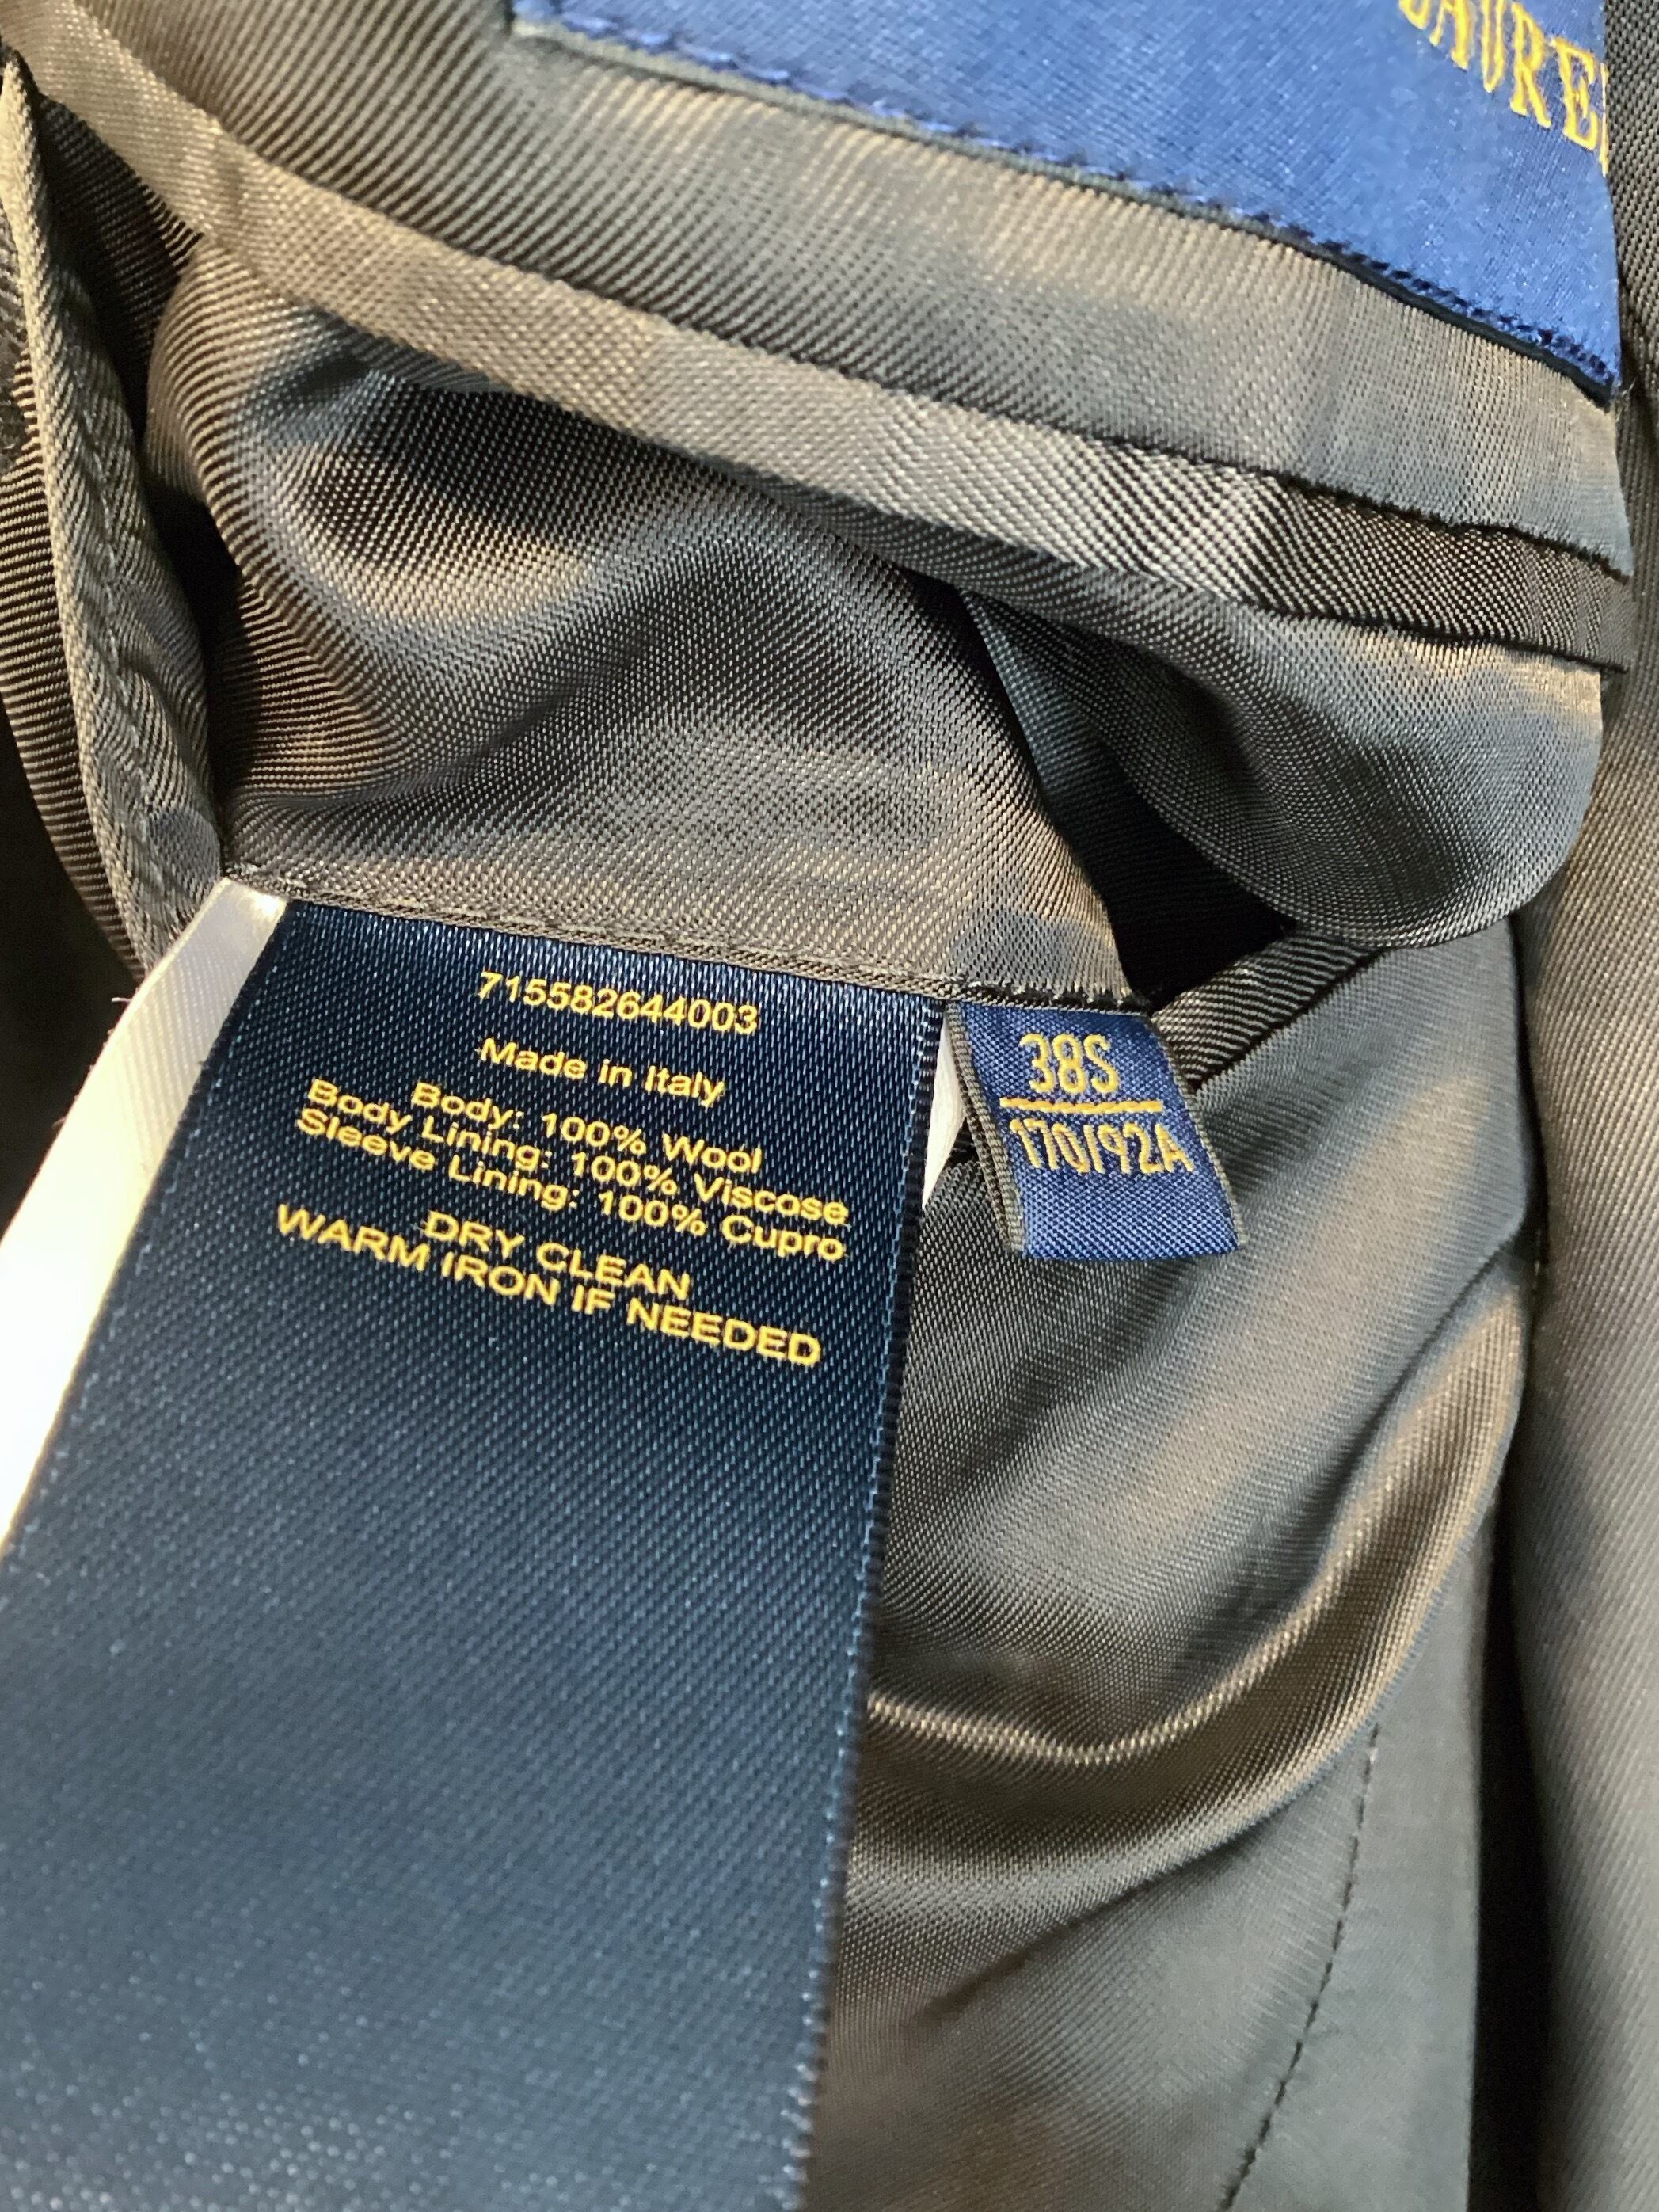 715582644003
Made in Italy
Body: 100% Wool
Body Lining: 100% Viscose
Sleeve Lining: 100% Cupro
DRY CLEAN
WARM IRON IF NEEDED
38S
170/92A